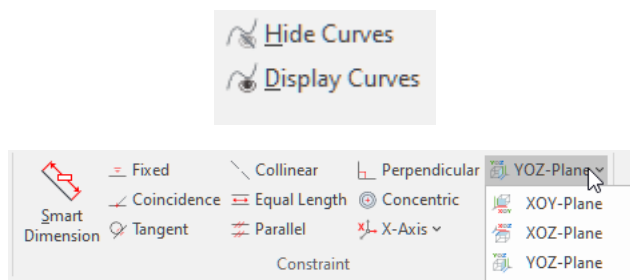 Hide Curves
Display Curves
Fixed Collinear Perpendicular YOZ-Plane
Coincidence Equal Length Concentric XOY-Plane
Smart Dimension
Tangent Parallel X-Axis XOZ-Plane
Constraint YOZ-Plane